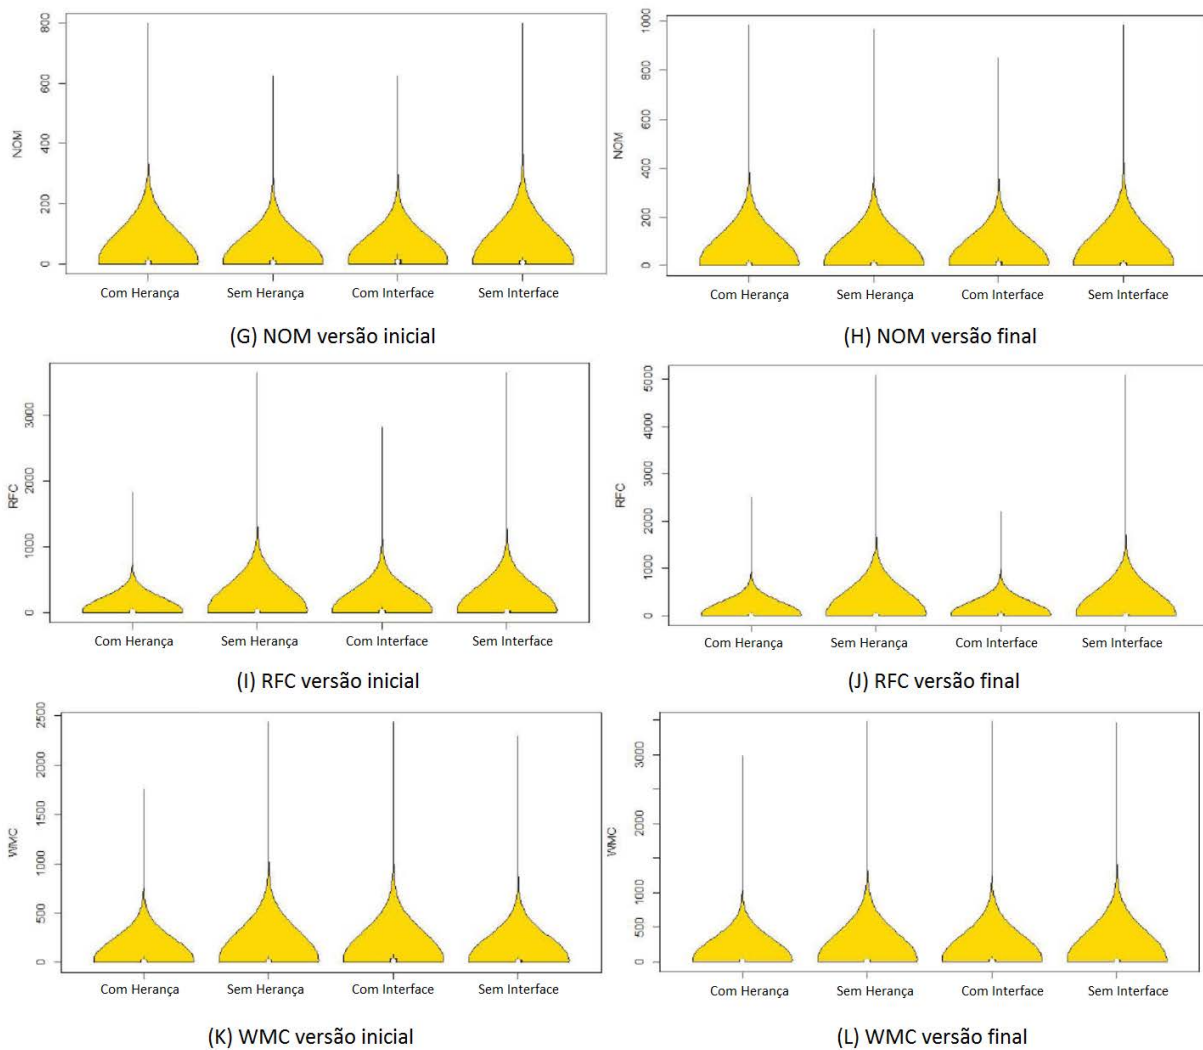 NOM
0
200
400
600
800
Com Herança Sem Herança Com Interface Sem Interface
(G) NOM versão inicial
NOM
0
200
400
600
800
1000
Com Herança Sem Herança Com Interface Sem Interface
(H) NOM versão final
RFC
0
1000
2000
3000
Com Herança Sem Herança Com Interface Sem Interface
(I) RFC versão inicial
RFC
0
1000
2000
3000
4000
5000
Com Herança Sem Herança Com Interface Sem Interface
(J) RFC versão final
WMC
0
500
1000
1500
2000
2500
Com Herança Sem Herança Com Interface Sem Interface
(K) WMC versão inicial
WMC
0
500
1000
2000
3000
Com Herança Sem Herança Com Interface Sem Interface
(L) WMC versão final